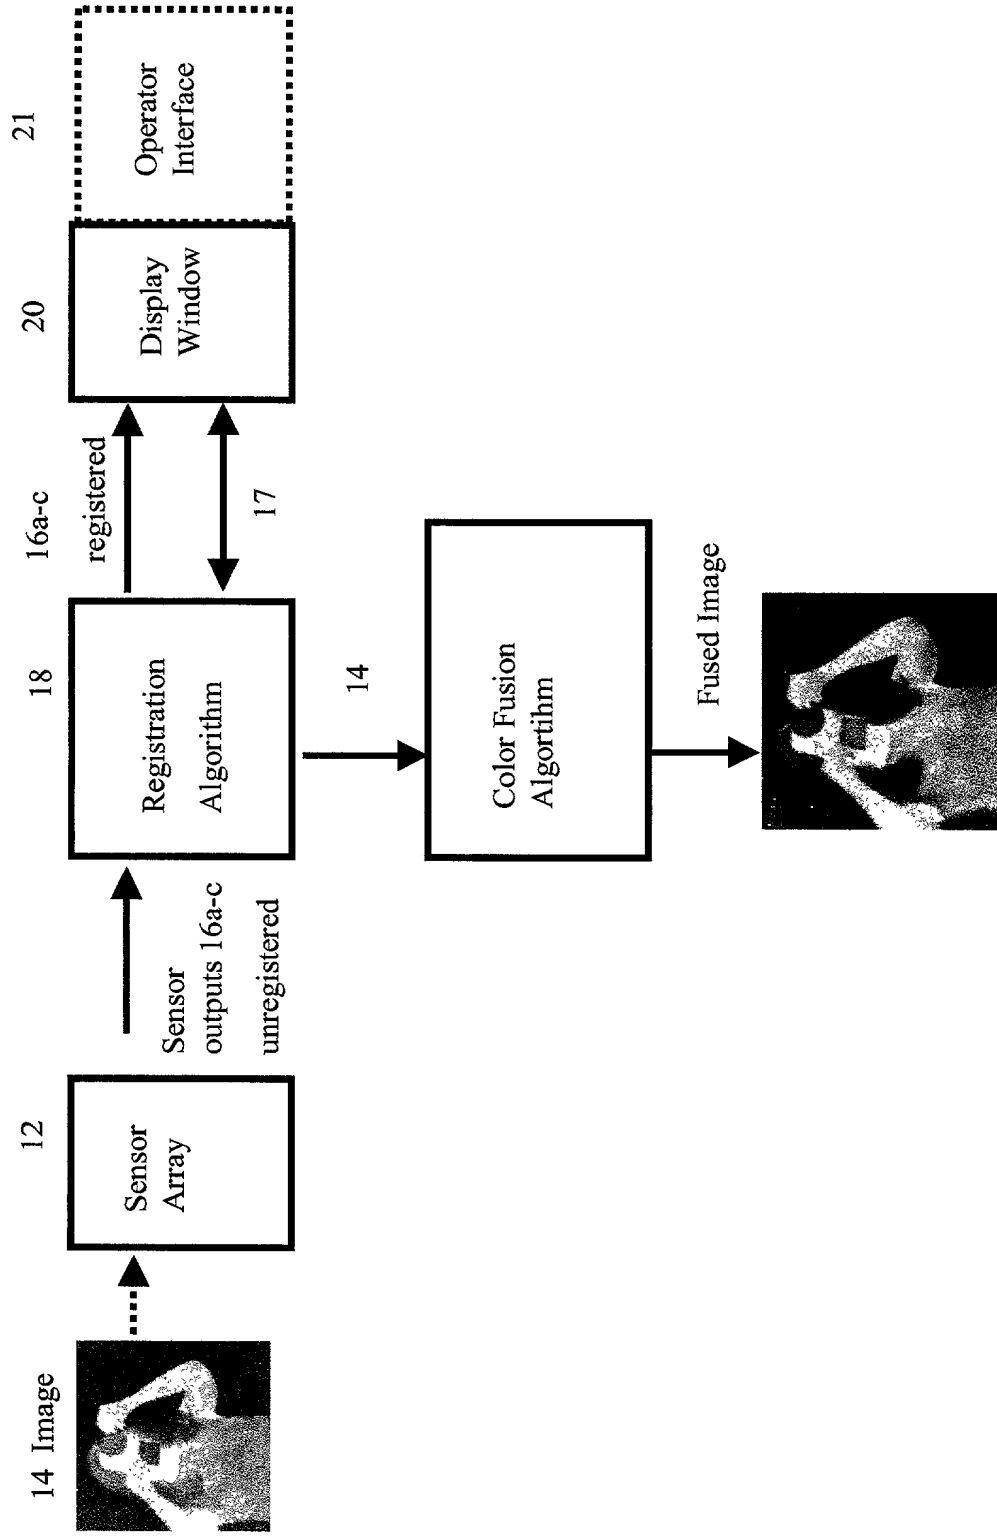 14 Image
12
Sensor
Array
Sensor
outputs 16a-c
unregistered
18
Registration
Algorithm
16a-c
registered
17
20
Display
Window
21
Operator
Interface
14
Color Fusion
Algortihm
Fused Image